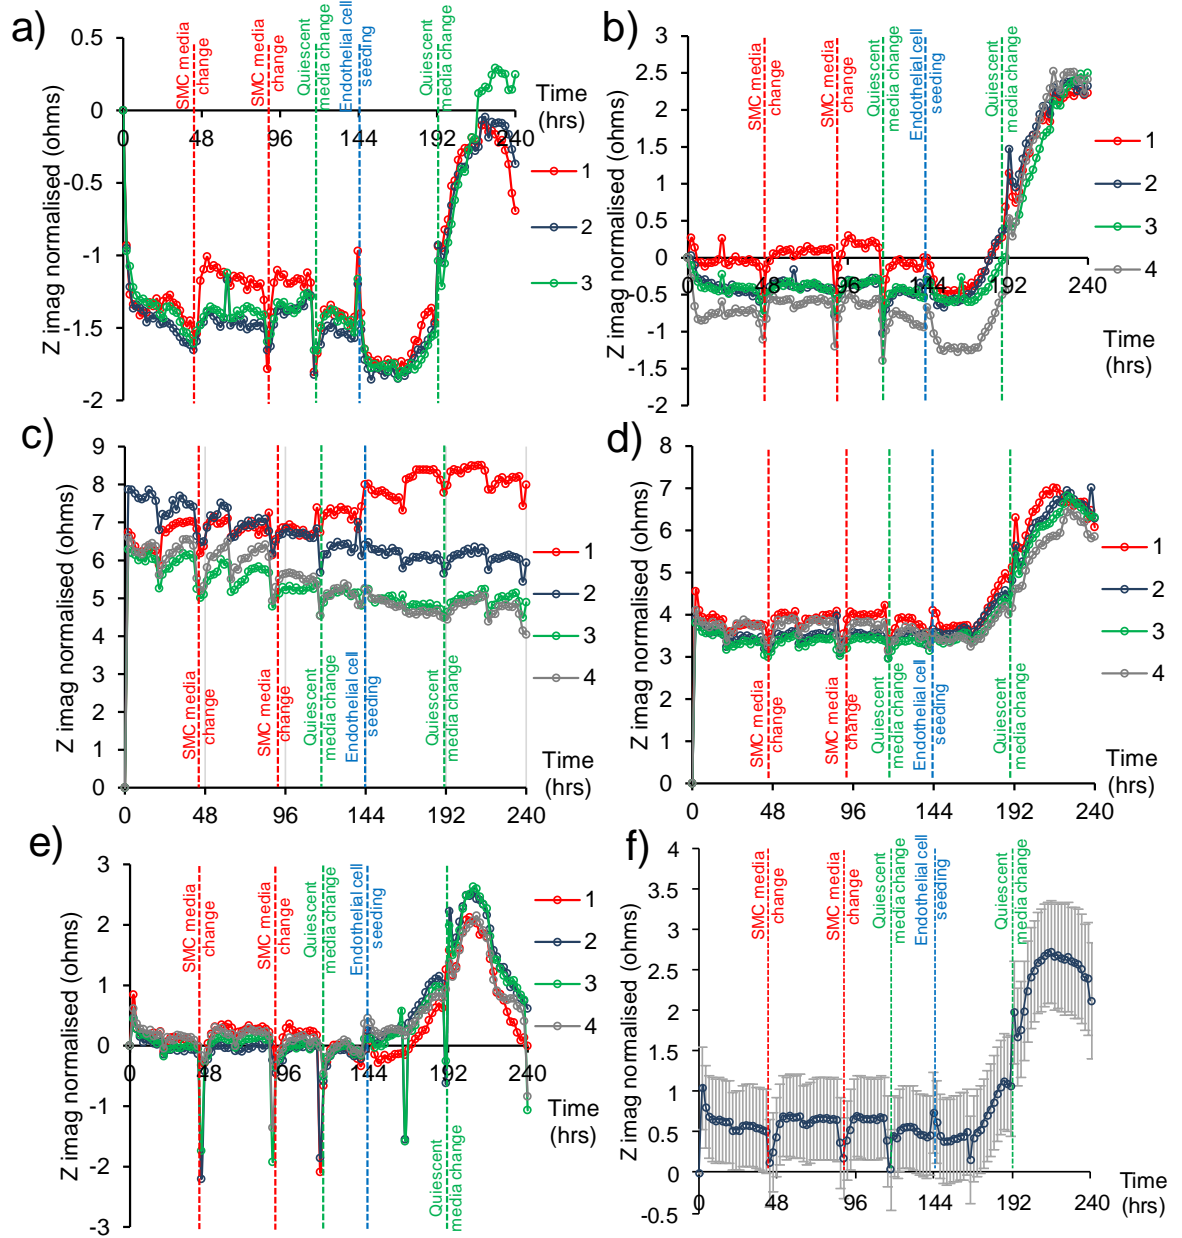 a)
Z imag normalised (ohms)
0.5
0
-0.5
-1
-1.5
-2
0
48
96
144
192
240
SMC media
change
SMC media
change
Quiescent
media change
Endothelial cell
seeding
Quiescent
media change
Time
(hrs)
1
2
3
b)
Z imag normalised (ohms)
3
2.5
2
1.5
1
0.5
0
-0.5
-1
-1.5
-2
0
48
96
144
192
240
SMC media
change
SMC media
change
Quiescent
media change
Endothelial cell
seeding
Quiescent
media change
1
2
3
4
Time
(hrs)
c)
Z imag normalised (ohms)
9
8
7
6
5
4
3
2
1
0
0
48
96
144
192
240
SMC media
change
SMC media
change
Quiescent
media change
Endothelial cell
seeding
Quiescent
media change
1
2
3
4
Time
(hrs)
d)
Z imag normalised (ohms)
8
7
6
5
4
3
2
1
0
0
48
96
144
192
240
SMC media
change
SMC media
change
Quiescent
media change
Endothelial cell
seeding
Quiescent
media change
1
2
3
4
Time
(hrs)
e)
Z imag normalised (ohms)
3
2
1
0
-1
-2
-3
0
48
96
144
192
240
SMC media
change
SMC media
change
Quiescent
media change
Endothelial cell
seeding
Quiescent
media change
1
2
3
4
Time
(hrs)
f)
Z imag normalised (ohms)
4
3.5
3
2.5
2
1.5
1
0.5
0
-0.5
0
48
96
144
192
240
SMC media
change
SMC media
change
Quiescent
media change
Endothelial cell
seeding
Quiescent
media change
Time
(hrs)